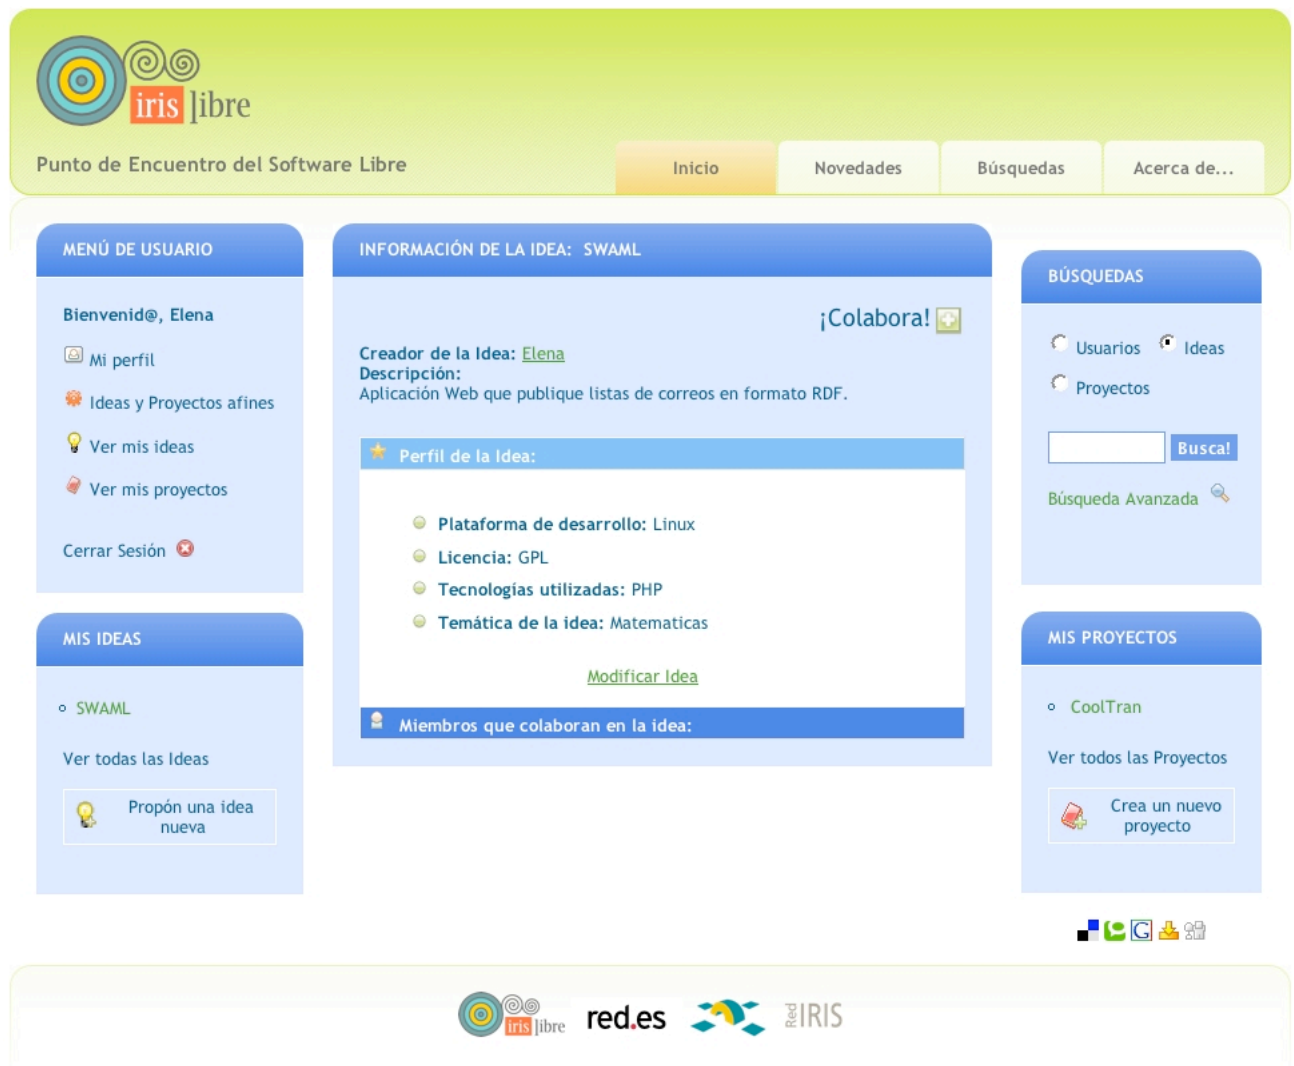 iris libre
Punto de Encuentro del Software Libre
Inicio
Novedades
Búsquedas
Acerca de...
MENÚ DE USUARIO
Bienvenid@, Elena
Mi perfil
Ideas y Proyectos afines
Ver mis ideas
Ver mis proyectos
Cerrar Sesión
MIS IDEAS
SWAML
Ver todas las Ideas
Propón una idea
nueva
INFORMACIÓN DE LA IDEA: SWAML
¡Colabora!
Creador de la Idea: Elena
Descripción:
Aplicación Web que publique listas de correos en formato RDF.
Perfil de la Idea:
Plataforma de desarrollo: Linux
Licencia: GPL
Tecnologías utilizadas: PHP
Temática de la idea: Matematicas
Modificar Idea
Miembros que colaboran en la idea:
BÚSQUEDAS
Usuarios Ideas
Proyectos
Busca!
Búsqueda Avanzada
MIS PROYECTOS
CoolTran
Ver todos las Proyectos
Crea un nuevo
proyecto
G
iris libre
red.es
Red IRIS